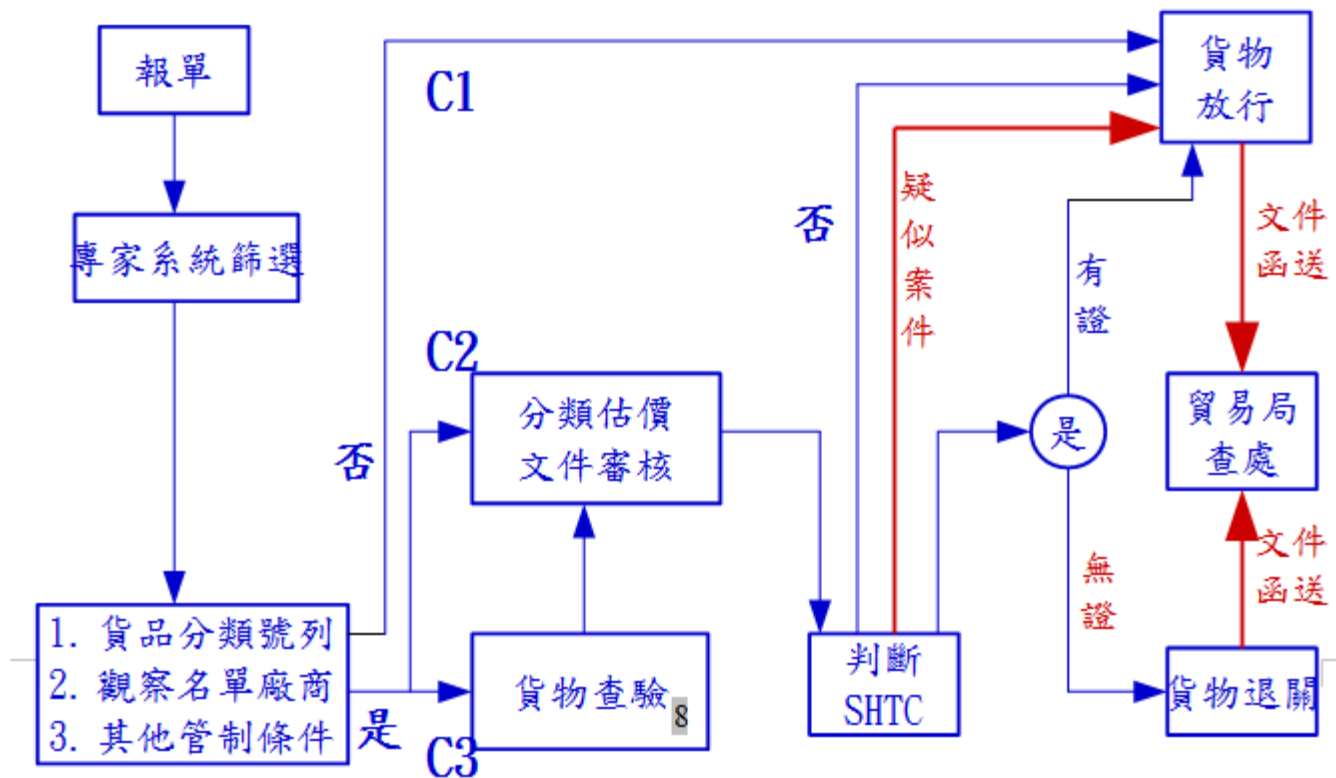 報單
專家系統篩選
1. 貨品分類號列
2. 觀察名單廠商
3. 其他管制條件
否
是
C1
C2
分類估價
文件審核
C3
貨物查驗
8
判斷
SHTC
否
疑似案件
是
有證
無證
貨物
放行
文件
函送
貿易局
查處
文件
函送
貨物退關